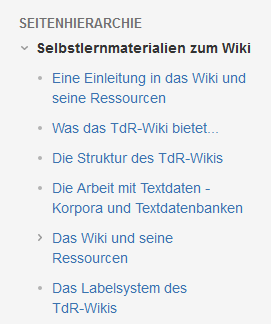 SEITENHIERARCHIE
Selbstlernmaterialien zum Wiki
Eine Einleitung in das Wiki und
seine Ressourcen
Was das TdR-Wiki bietet...
Die Struktur des TdR-Wikis
Die Arbeit mit Textdaten -
Korpora und Textdatenbanken
Das Wiki und seine
Ressourcen
Das Labelsystem des
TdR-Wikis